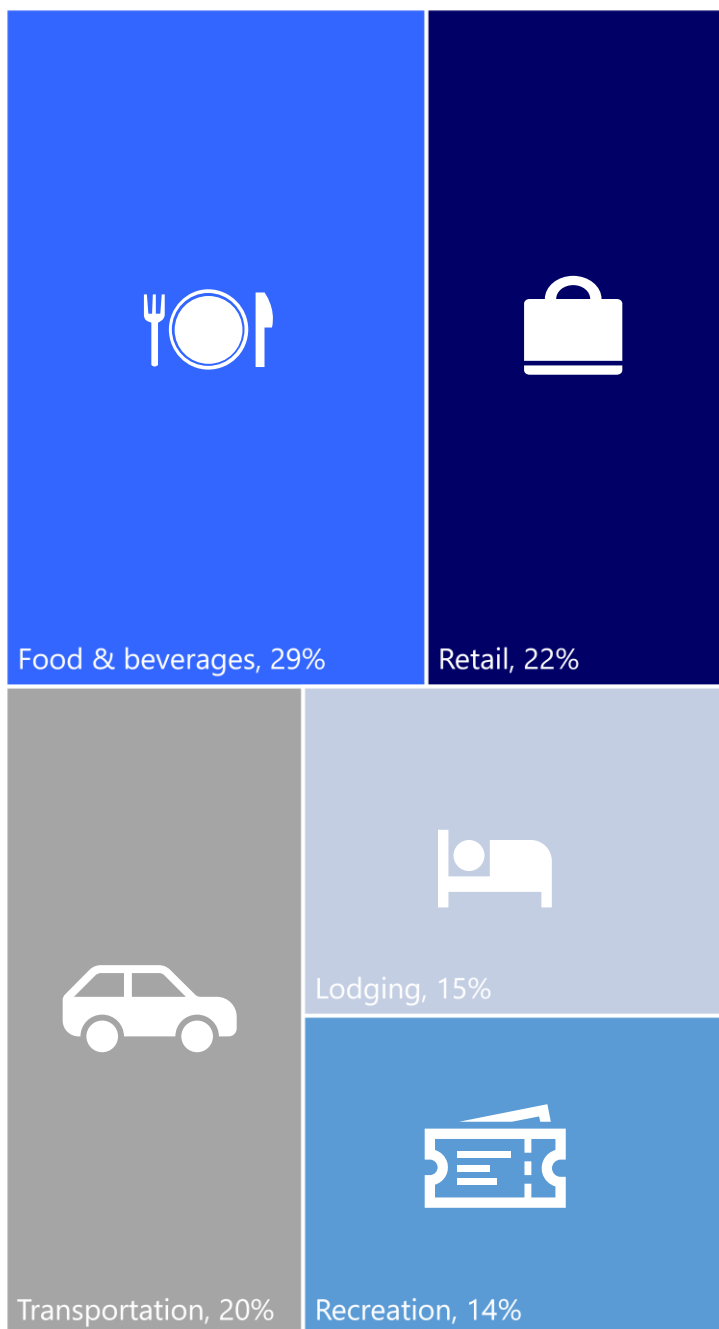 Food & beverages, 29%
Retail, 22%
Lodging, 15%
Transportation, 20%
Recreation, 14%